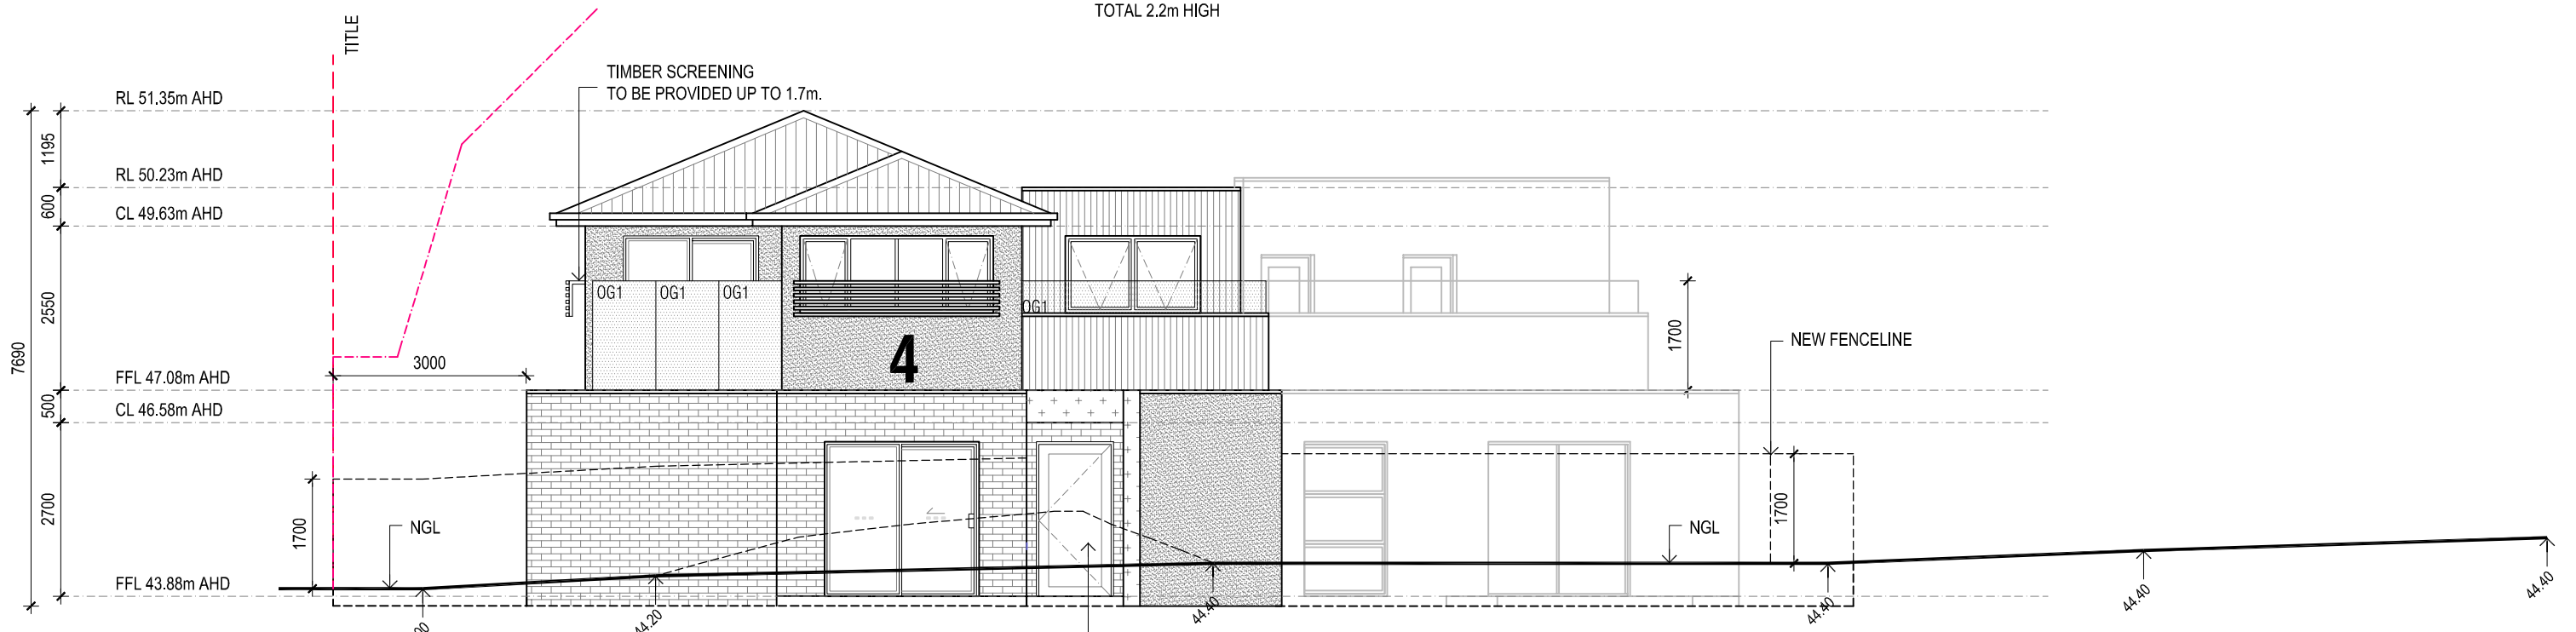 TOTAL 2.2m HIGH
TITLE
TIMBER SCREENING
TO BE PROVIDED UP TO 1.7m.
RL 51.35m AHD
1195
RL 50.23m AHD
600
CL 49.63m AHD
2550
7690
OG1 OG1 OG1
OG1
4
1700
NEW FENCELINE
3000
FFL 47.08m AHD
500
CL 46.58m AHD
2700
1700
NGL
1700
NGL
FFL 43.88m AHD
44.20
44.40
44.40
44.40
44.40